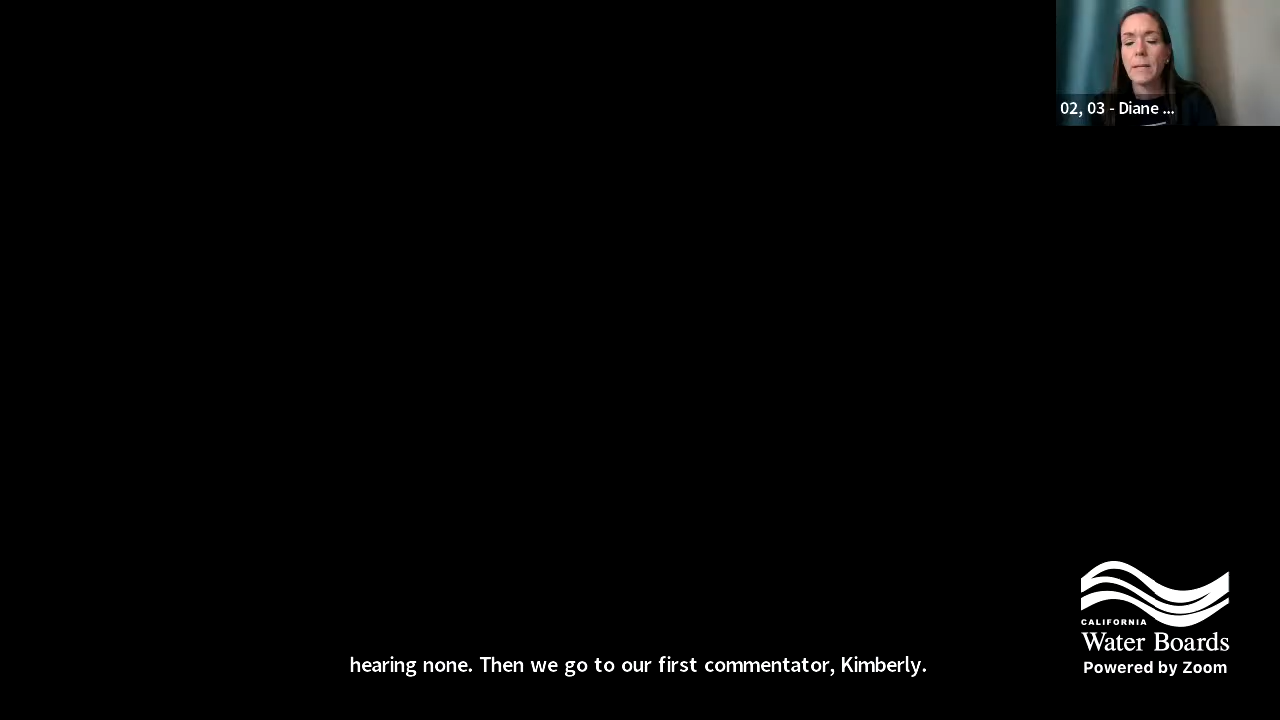 02, 03 - Diane ...
CALIFORNIA
Water Boards
Powered by Zoom
hearing none. Then we go to our first commentator, Kimberly.